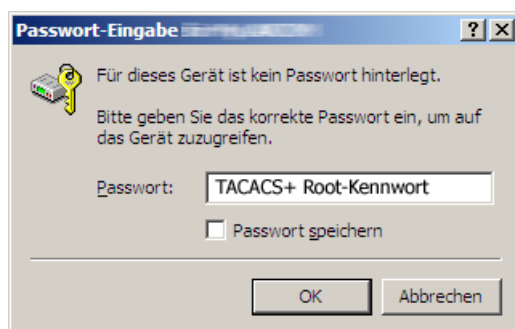 Passwort-Eingabe
Für dieses Gerät ist kein Passwort hinterlegt.
Bitte geben Sie das korrekte Passwort ein, um auf
das Gerät zuzugreifen.
Passwort: TACACS+ Root-Kennwort
Passwort speichern
OK Abbrechen